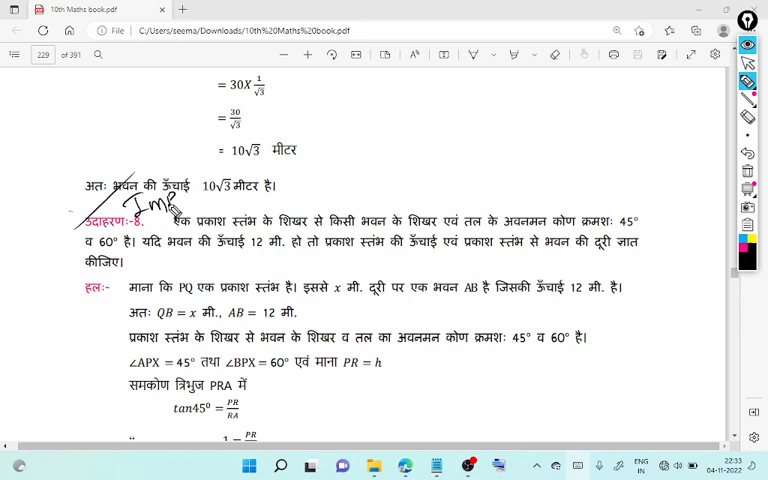 10th Maths book.pdf
File
C:/Users/seema/Downloads/10th%20Maths%20book.pdf
229 of 391
= 30X 1/√3
= 30/√3
= 10√3 मीटर
अतः भवन की ऊँचाई 10√3 मीटर है।
Imp
उदाहरणः-8. एक प्रकाश स्तंभ के शिखर से किसी भवन के शिखर एवं तल के अवनमन कोण क्रमशः 45°
व 60° है। यदि भवन की ऊँचाई 12 मी. हो तो प्रकाश स्तंभ की ऊँचाई एवं प्रकाश स्तंभ से भवन की दूरी ज्ञात
कीजिए।
हलः- माना कि PQ एक प्रकाश स्तंभ है। इससे x मी. दूरी पर एक भवन AB है जिसकी ऊँचाई 12 मी. है।
अतः QB = x मी., AB = 12 मी.
प्रकाश स्तंभ के शिखर से भवन के शिखर व तल का अवनमन कोण क्रमशः 45° व 60° है।
∠APX = 45° तथा ∠BPX = 60° एवं माना PR = h
समकोण त्रिभुज PRA में
tan45⁰ = PR/RA
1 = PR
ENG
IN
22:33
04-11-2022